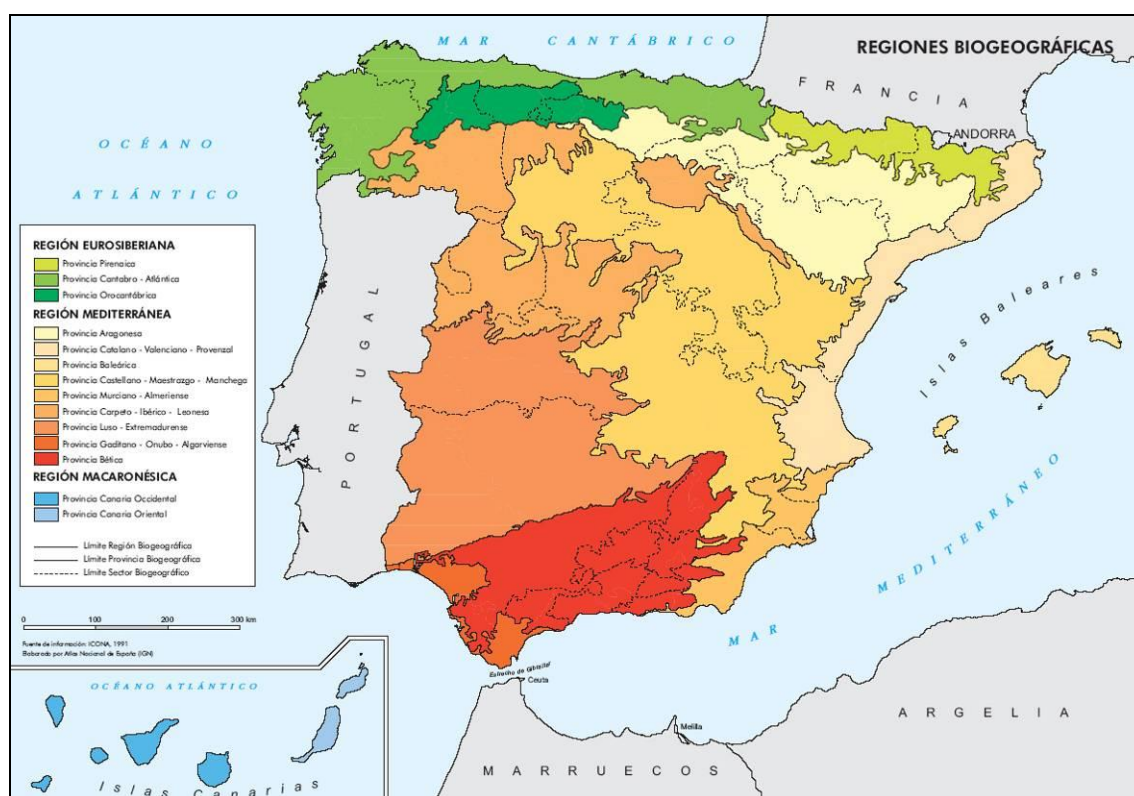 MAR CANTÁBRICO
REGIONES BIOGEOGRÁFICAS
FRANCIA
ANDORRA
OCÉANO
ATLÁNTICO
PORTUGAL
Islas Baleares
MAR MEDITERRÁNEO
REGIÓN EUROSIBERIANA
Provincia Pirenaica
Provincia Cantabro - Atlántica
Provincia Orocantábrica
REGIÓN MEDITERRÁNEA
Provincia Aragonesa
Provincia Catalano - Valenciano - Provenzal
Provincia Baleárica
Provincia Castellano - Maestrazgo - Manchega
Provincia Murciano - Almeriense
Provincia Carpeto - Ibérico - Leonesa
Provincia Luso - Extremadurense
Provincia Gaditano - Onubo - Algarviense
Provincia Bética
REGIÓN MACARONÉSICA
Provincia Canaria Occidental
Provincia Canaria Oriental
Límite Región Biogeográfica
Límite Provincia Biogeográfica
Límite Sector Biogeográfico
0 100 200 300 km
Fuente de información: ICONA, 1991
Elaborado por Atlas Nacional de España (IGN)
OCÉANO ATLÁNTICO
Islas Canarias
Estrecho de Gibraltar
Ceuta
Melilla
MARRUECOS
ARGELIA